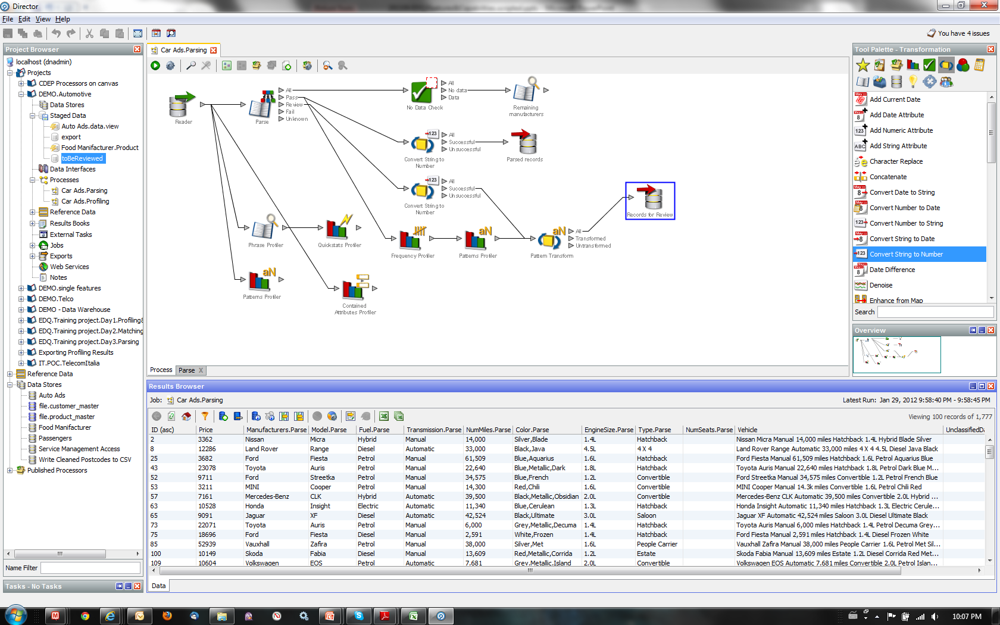 Director
File Edit View Help
You have 4 issues
Project Browser
localhost (dnadmin)
Projects
CDEP Processors on canvas
DEMO.Automotive
Data Stores
Staged Data
Auto Ads.data.view
export
Food Manifacturer.Product
toBeReviewed
Data Interfaces
Processes
Car Ads.Parsing
Car Ads.Profiling
Reference Data
Results Books
External Tasks
Jobs
Exports
Web Services
Notes
DEMO.single features
DEMO.Telco
DEMO - Data Warehouse
EDQ.Training project.Day1.Profiling&
EDQ.Training project.Day2.Matching
EDQ.Training project.Day3.Parsing
Exporting Profiling Results
IT.POC.TelecomItalia
Reference Data
Data Stores
Auto Ads
file.customer_master
file.product_master
Food Manifacturer
Passengers
Service Management Access
Write Cleaned Postcodes to CSV
Published Processors
Name Filter
Tasks - No Tasks
Car Ads.Parsing
Reader
Parse
All
Pass
Review
Fail
Unknown
No Data Check
All
No data
Data
Remaining
manufacturers
Convert String to
Number
All
Successful
Unsuccessful
Parsed records
Convert String to
Number
All
Successful
Unsuccessful
Records for Review
Phrase Profiler
Quickstats Profiler
Frequency Profiler
Patterns Profiler
Pattern Transform
All
Transformed
Untransformed
Patterns Profiler
Contained
Attributes Profiler
Process Parse X
Tool Palette - Transformation
Add Current Date
Add Date Attribute
Add Numeric Attribute
Add String Attribute
Character Replace
Concatenate
Convert Date to String
Convert Number to Date
Convert Number to String
Convert String to Date
Convert String to Number
Date Difference
Denoise
Enhance from Map
Search
Overview
Results Browser
Job: Car Ads.Parsing Latest Run: Jan 29, 2012 9:58:40 PM - 9:58:45 PM
Viewing 100 records of 1,777
ID (asc) Price Manufacturers.Parse Model.Parse Fuel.Parse Transmission.Parse NumMiles.Parse Color.Parse EngineSize.Parse Type.Parse NumSeats.Parse Vehicle UnclassifiedDa
2 3362 Nissan Micra Hybrid Manual 14,000 Silver,Blade 1.4L Hatchback Nissan Micra Manual 14,000 miles Hatchback 1.4L Hybrid Blade Silver
8 12286 Land Rover Range Diesel Automatic 33,000 Black,Java 4.5L 4 X 4 Land Rover Range Automatic 33,000 miles 4 X 4 4.5L Diesel Java Black
25 3682 Ford Fiesta Petrol Manual 61,509 Blue,Aquarius 1.6L Hatchback Ford Fiesta Manual 61,509 miles Hatchback 1.6L Petrol Aquarius Blue
43 23078 Toyota Auris Petrol Manual 22,640 Blue,Metallic,Dark 1.8L Hatchback Toyota Auris Manual 22,640 miles Hatchback 1.8L Petrol Dark Blue M...
52 9711 Ford Streetka Petrol Manual 34,575 Blue,French 1.2L Convertible Ford Streetka Manual 34,575 miles Convertible 1.2L Petrol French Blue
53 3211 MINI Cooper Petrol Manual 14,300 Red,Chili 1.6L Convertible MINI Cooper Manual 14.3k miles Convertible 1.6L Petrol Chili Red
57 7161 Mercedes-Benz CLK Hybrid Automatic 39,500 Black,Metallic,Obsidian 2.0L Convertible Mercedes-Benz CLK Automatic 39,500 miles Convertible 2.0L Hybrid ...
63 10528 Honda Insight Electric Automatic 11,340 Blue,Cerulean 1.3L Hatchback Honda Insight Automatic 11,340 miles Hatchback 1.3L Electric Cerule...
65 9091 Jaguar XF Diesel Automatic 42,524 Black,Ultimate 3.0L Saloon Jaguar XF Automatic 42,524 miles Saloon 3.0L Diesel Ultimate Black
73 22071 Toyota Auris Petrol Manual 6,000 Grey,Metallic,Decuma 1.4L Hatchback Toyota Auris Manual 6,000 miles Hatchback 1.4L Petrol Decuma Grey...
75 18696 Ford Fiesta Diesel Manual 2,591 White,Frozen 1.4L Hatchback Ford Fiesta Manual 2,591 miles Hatchback 1.4L Diesel Frozen White
85 52939 Vauxhall Zafira Petrol Manual 38,000 Silver,Met 1.6L People Carrier Vauxhall Zafira Manual 38,000 miles People Carrier 1.6L Petrol Met Sil...
100 10149 Skoda Fabia Diesel Manual 13,609 Red,Metallic,Corrida 1.2L Estate Skoda Fabia Manual 13,609 miles Estate 1.2L Diesel Corrida Red Met...
109 10604 Volkswagen EOS Petrol Automatic 7,681 Grey,Metallic,Island 2.0L Convertible Volkswagen EOS Automatic 7,681 miles Convertible 2.0L Petrol Islan...
Data
10:07 PM